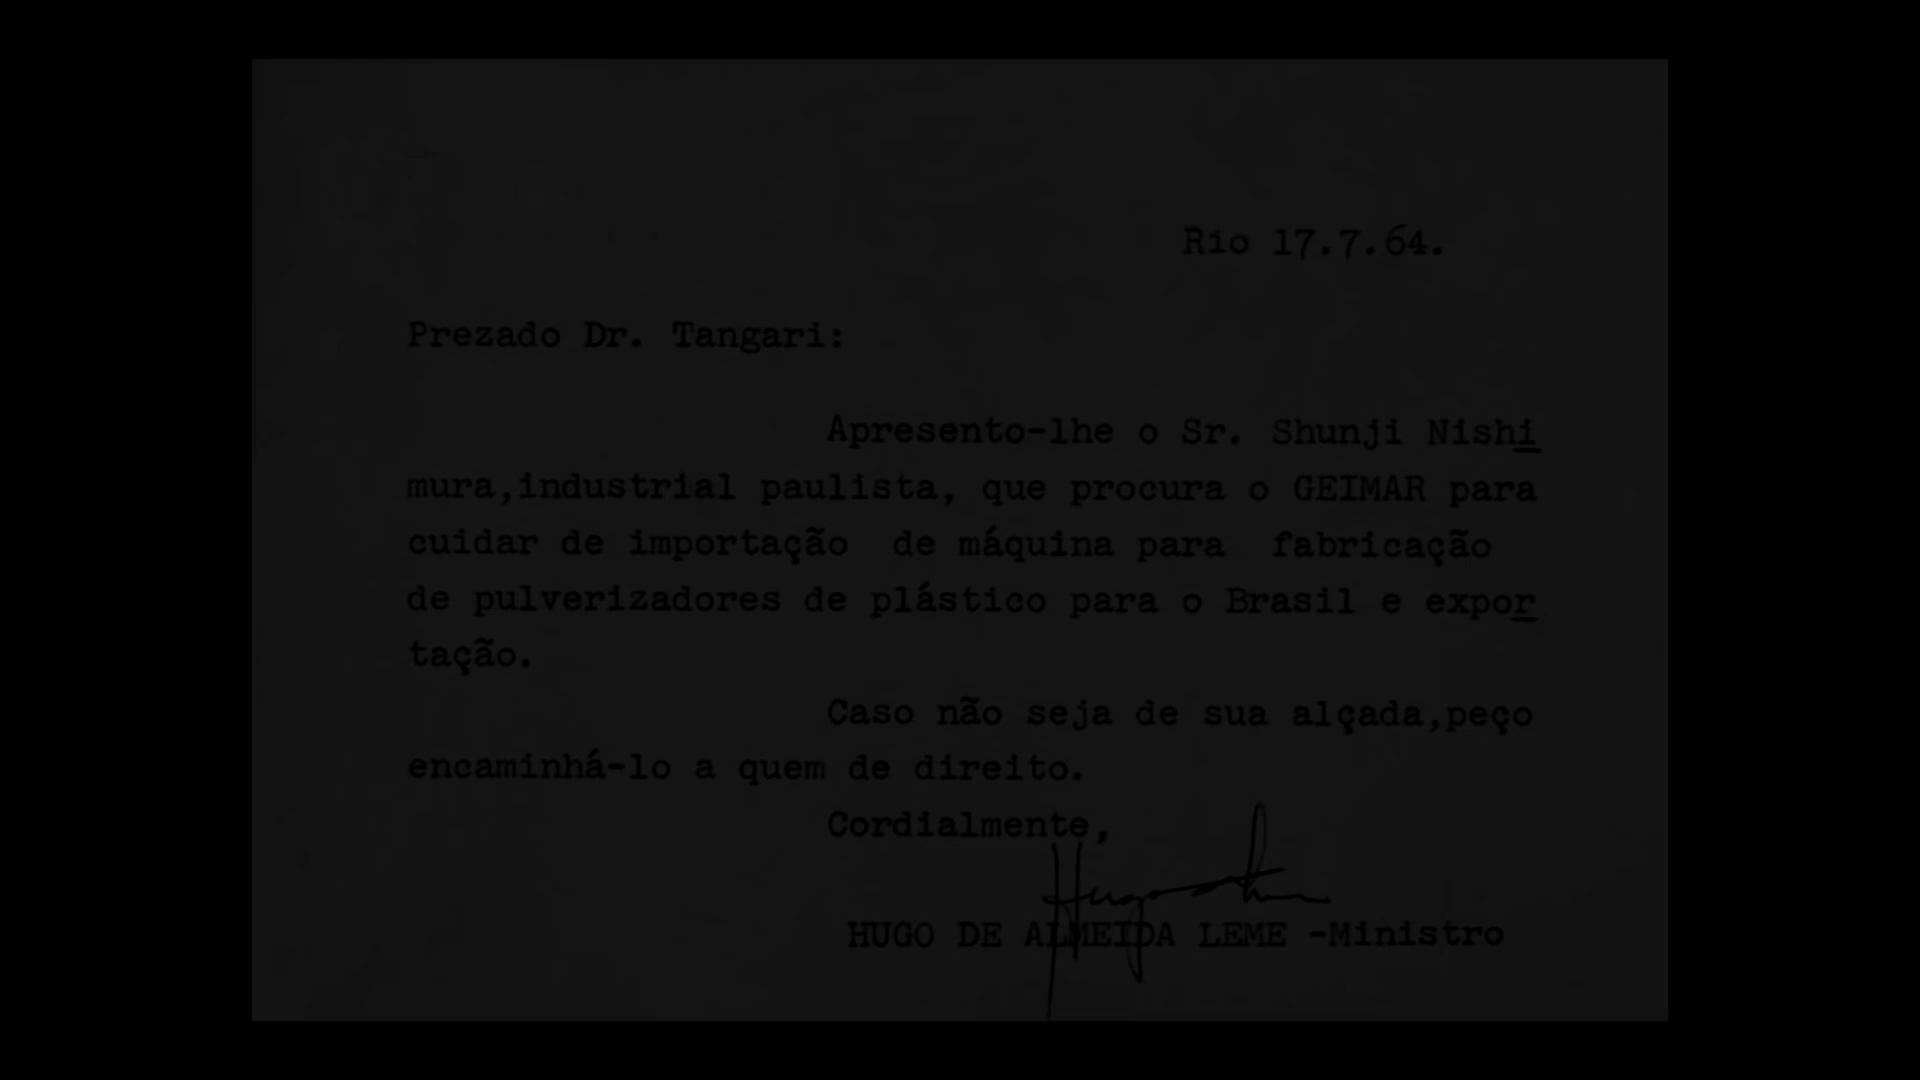 Rio 17.7.64.
Prezado Dr. Tangari:
Apresento-lhe o Sr. Shunji Nishi
mura,industrial paulista, que procura o GEIMAR para
cuidar de importação de máquina para fabricação
de pulverizadores de plástico para o Brasil e expor
tação.
Caso não seja de sua alçada,peço
encaminhá-lo a quem de direito.
Cordialmente,
HUGO DE ALMEIDA LEME -Ministro